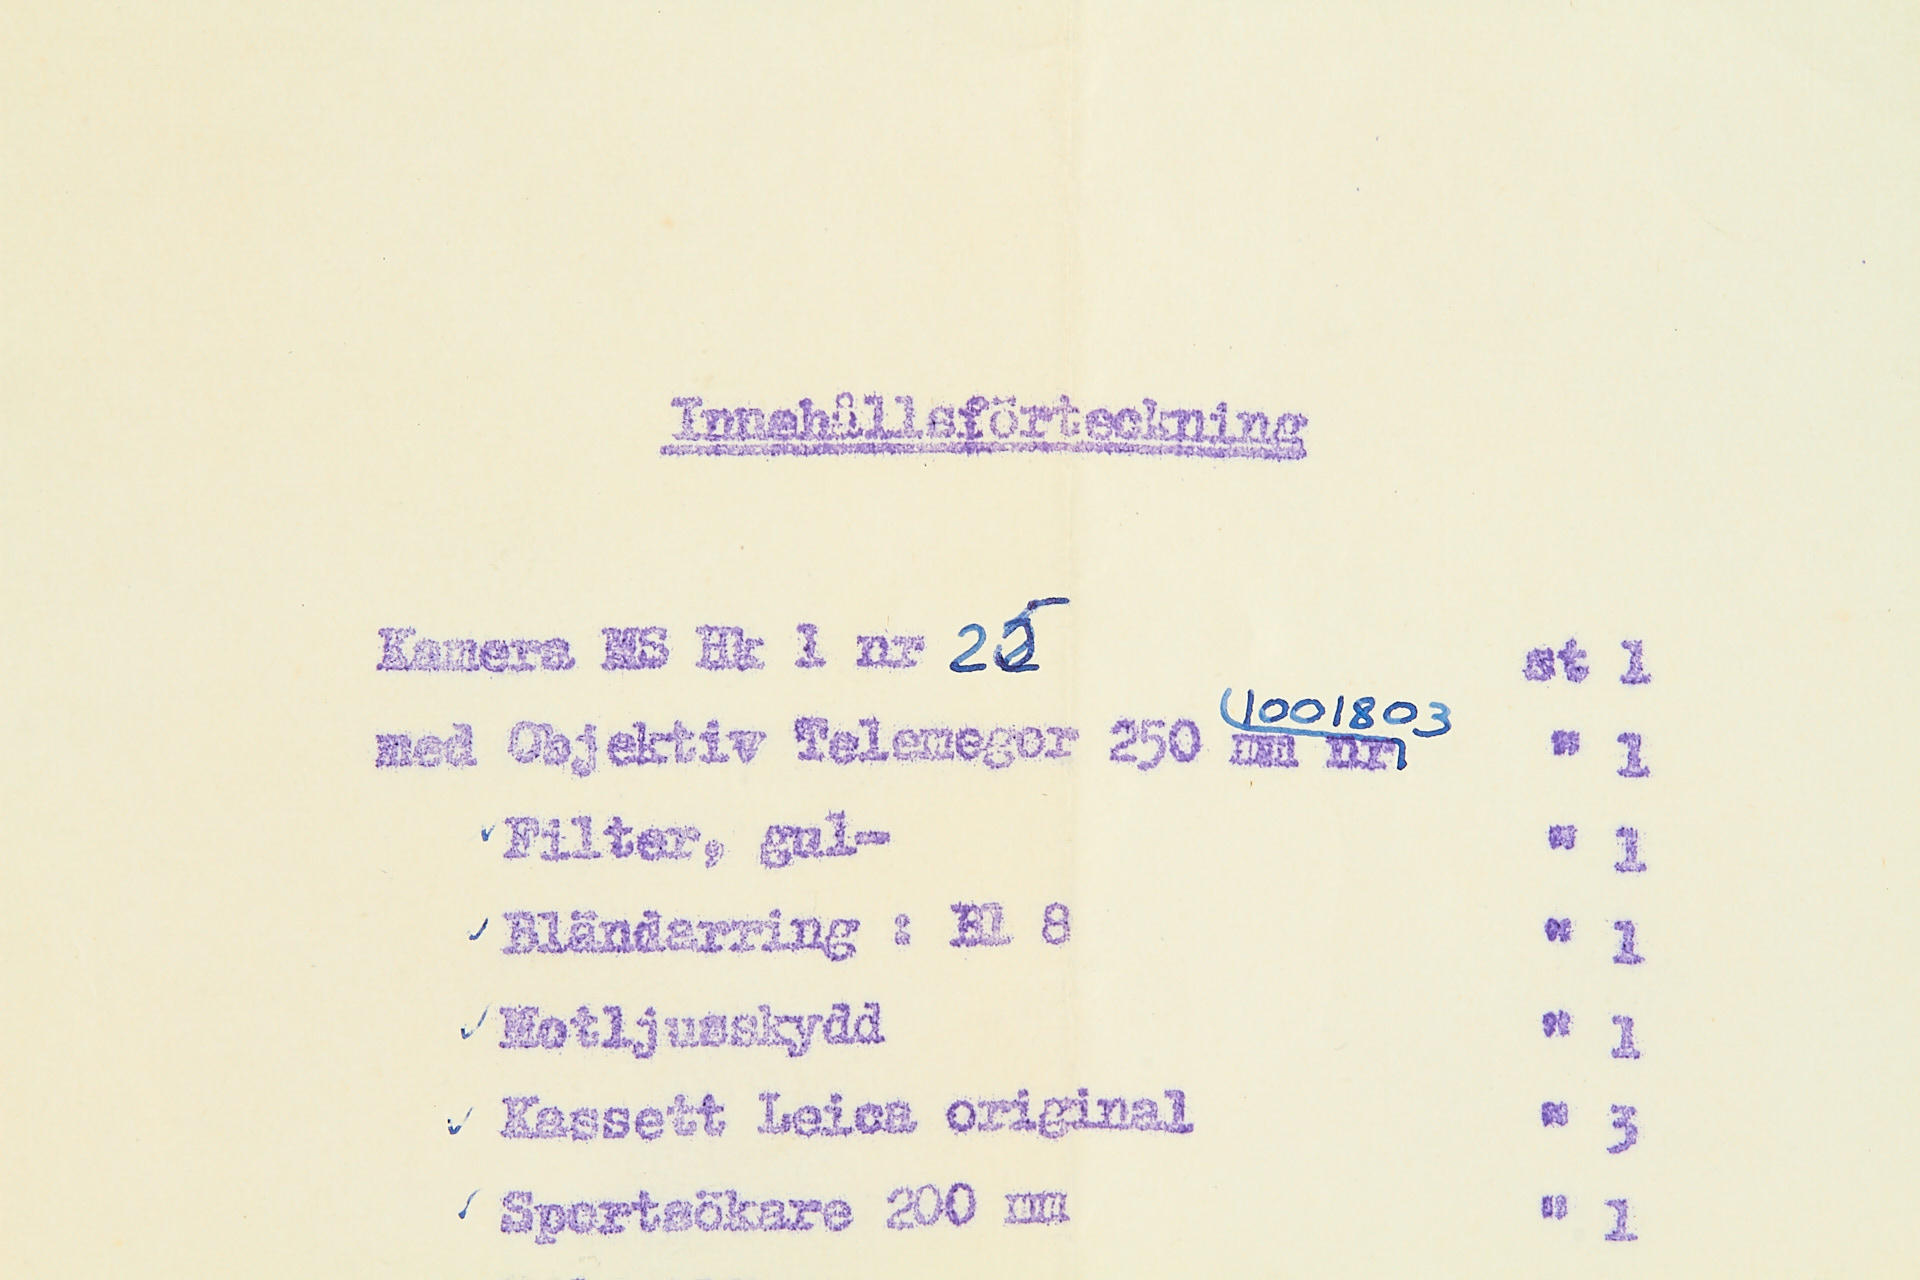 Innehållsförteckning
Kamera MS Hk 1 nr 25 st 1
1001803
med Objektiv Telemegor 250 mm nr " 1
Filter, gul- " 1
Bländarring : Bl 8 " 1
Motljusskydd " 1
Kassett Leica original " 3
Sportsökare 200 mm " 1